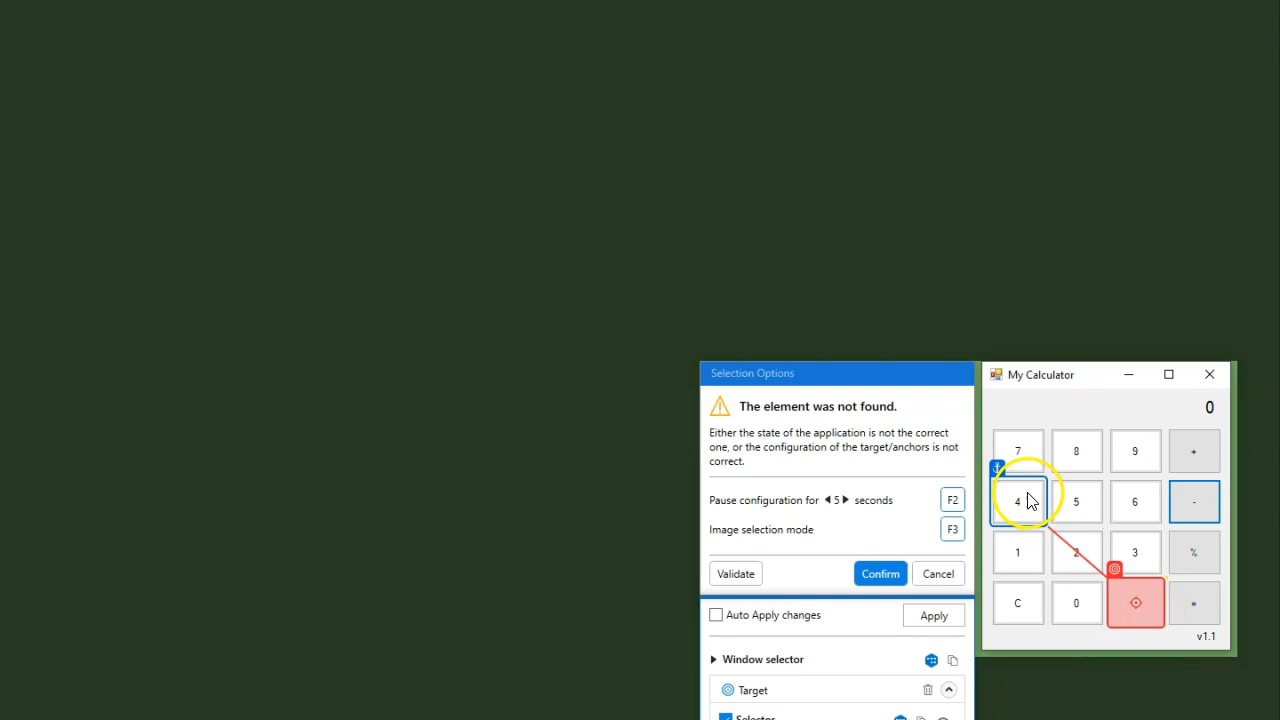 Selection Options
The element was not found.
Either the state of the application is not the correct
one, or the configuration of the target/anchors is not
correct.
Pause configuration for 5 seconds F2
Image selection mode F3
Validate Confirm Cancel
Auto Apply changes Apply
Window selector
Target
Selector
My Calculator
0
7 8 9 +
4 5 6 -
1 2 3 %
C 0 =
v1.1